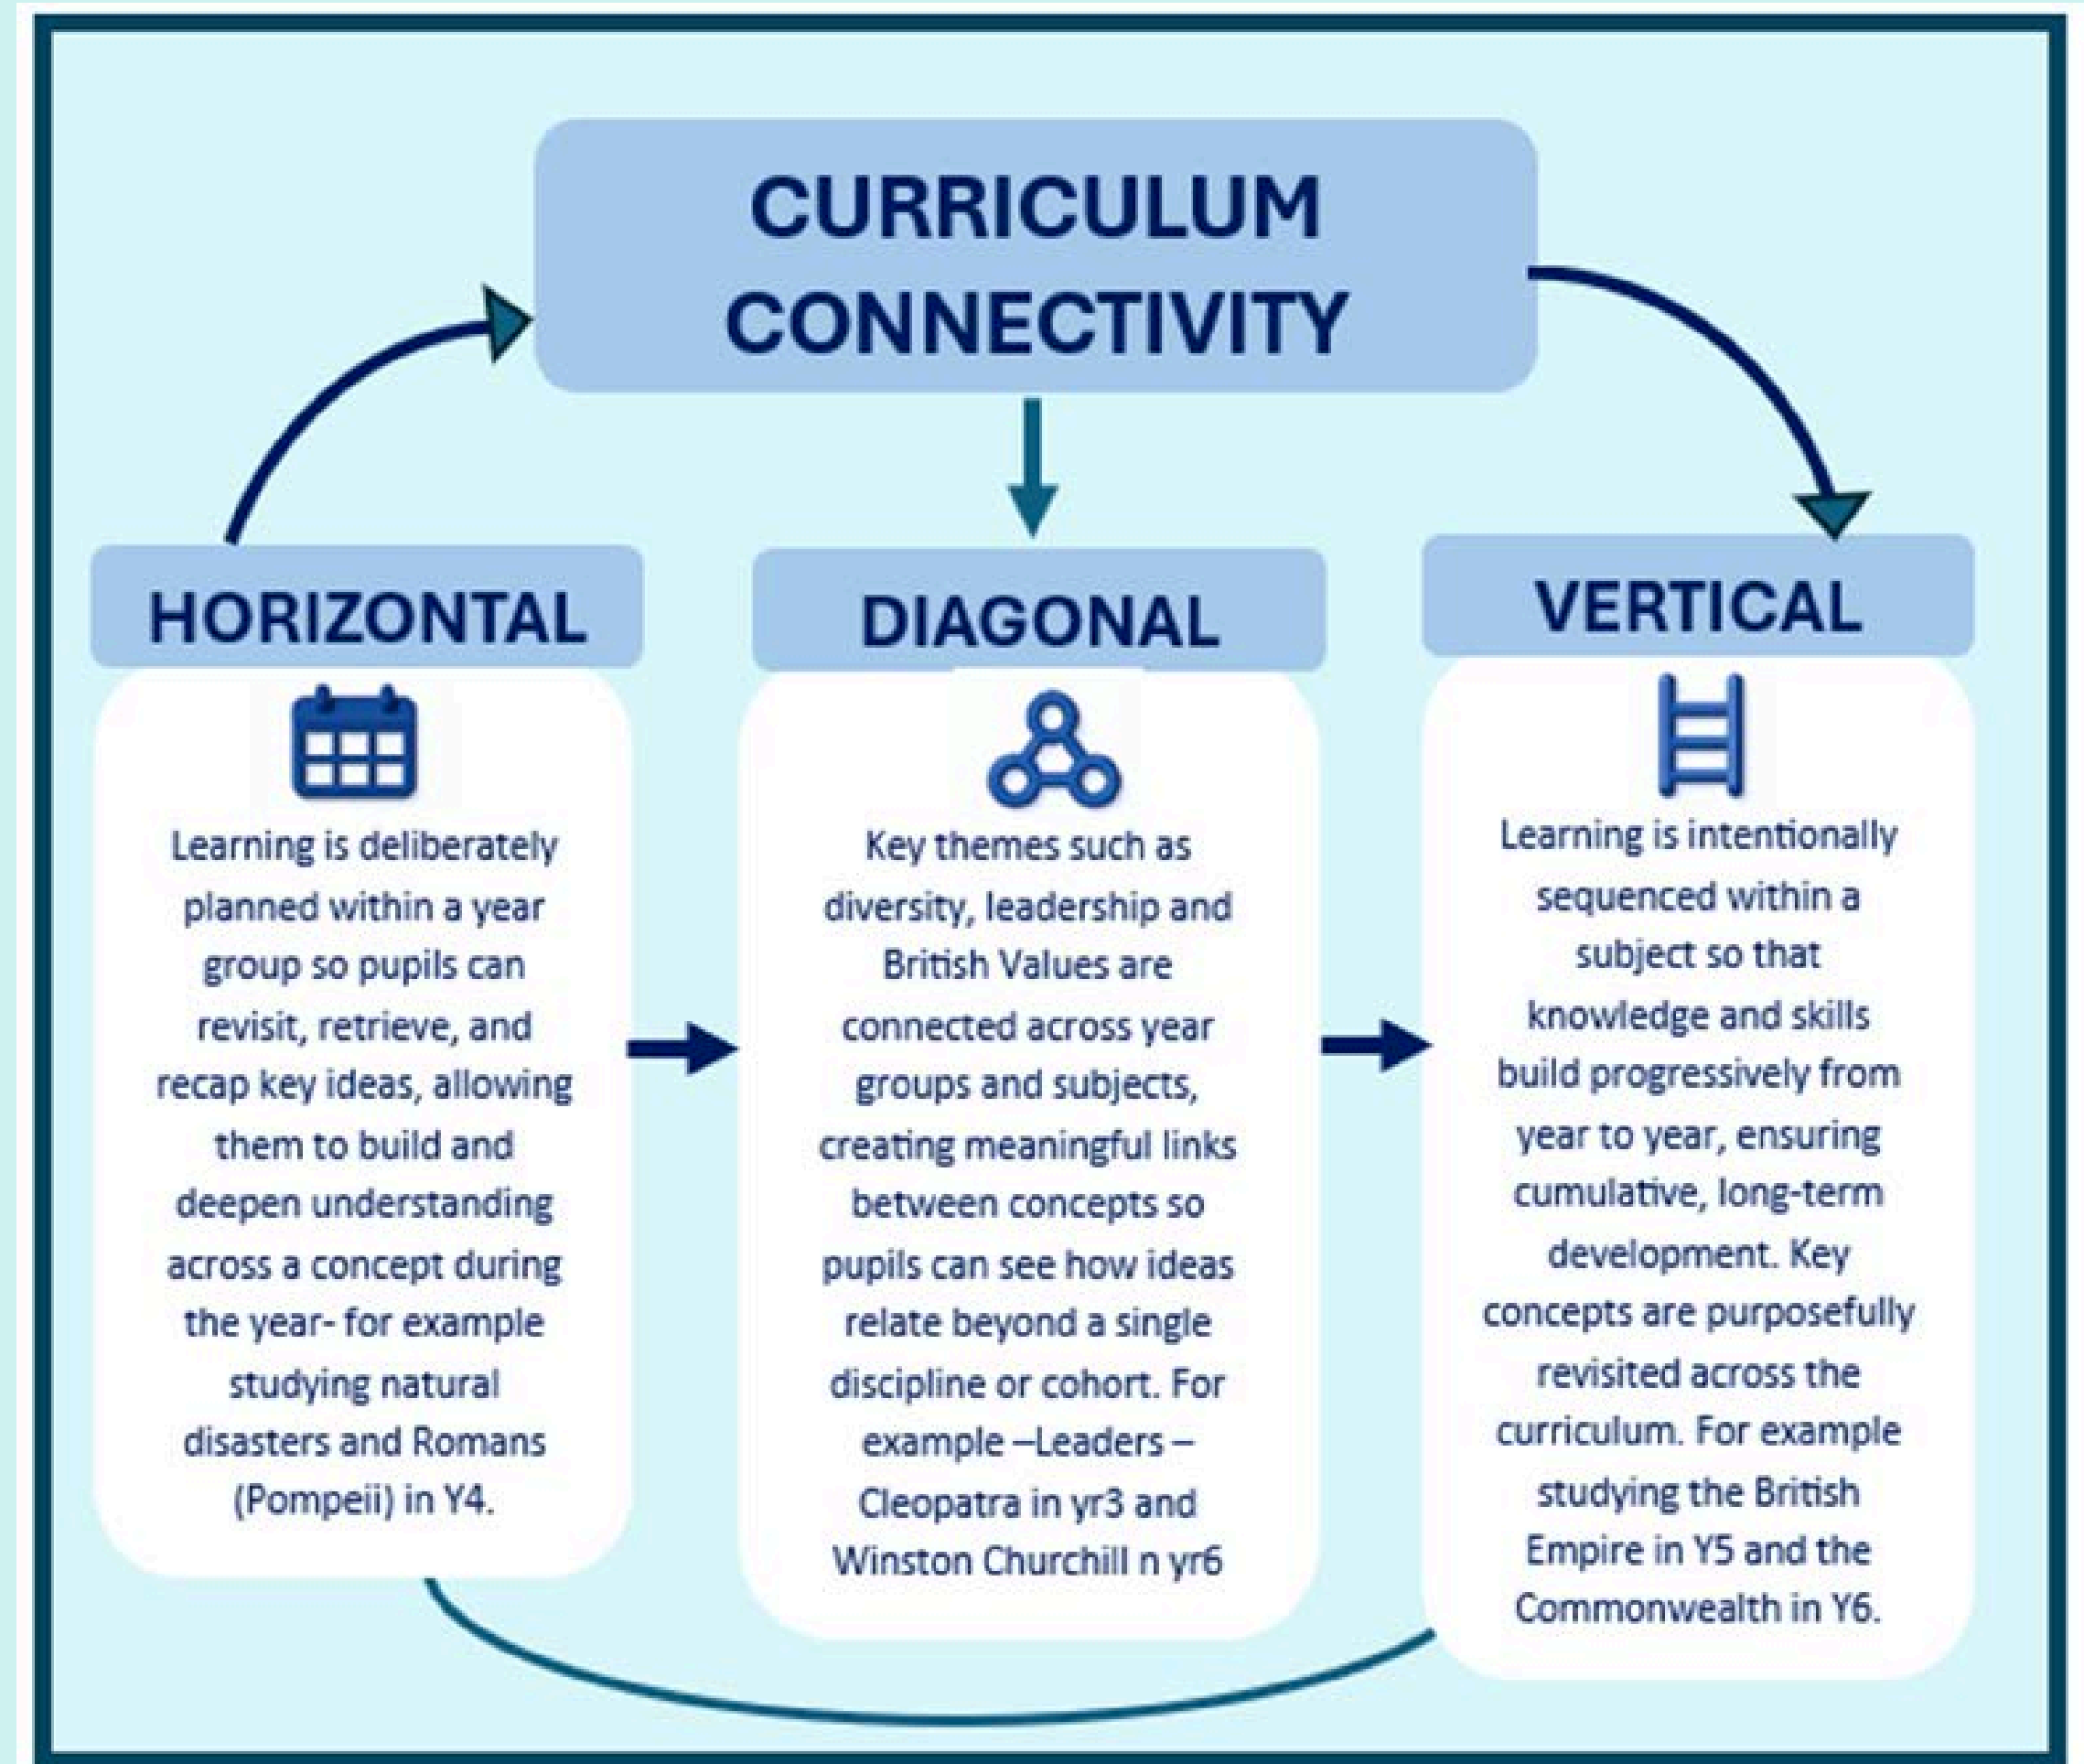 CURRICULUM
CONNECTIVITY
HORIZONTAL
Learning is deliberately
planned within a year
group so pupils can
revisit, retrieve, and
recap key ideas, allowing
them to build and
deepen understanding
across a concept during
the year- for example
studying natural
disasters and Romans
(Pompeii) in Y4.
DIAGONAL
Key themes such as
diversity, leadership and
British Values are
connected across year
groups and subjects,
creating meaningful links
between concepts so
pupils can see how ideas
relate beyond a single
discipline or cohort. For
example –Leaders –
Cleopatra in yr3 and
Winston Churchill n yr6
VERTICAL
Learning is intentionally
sequenced within a
subject so that
knowledge and skills
build progressively from
year to year, ensuring
cumulative, long-term
development. Key
concepts are purposefully
revisited across the
curriculum. For example
studying the British
Empire in Y5 and the
Commonwealth in Y6.